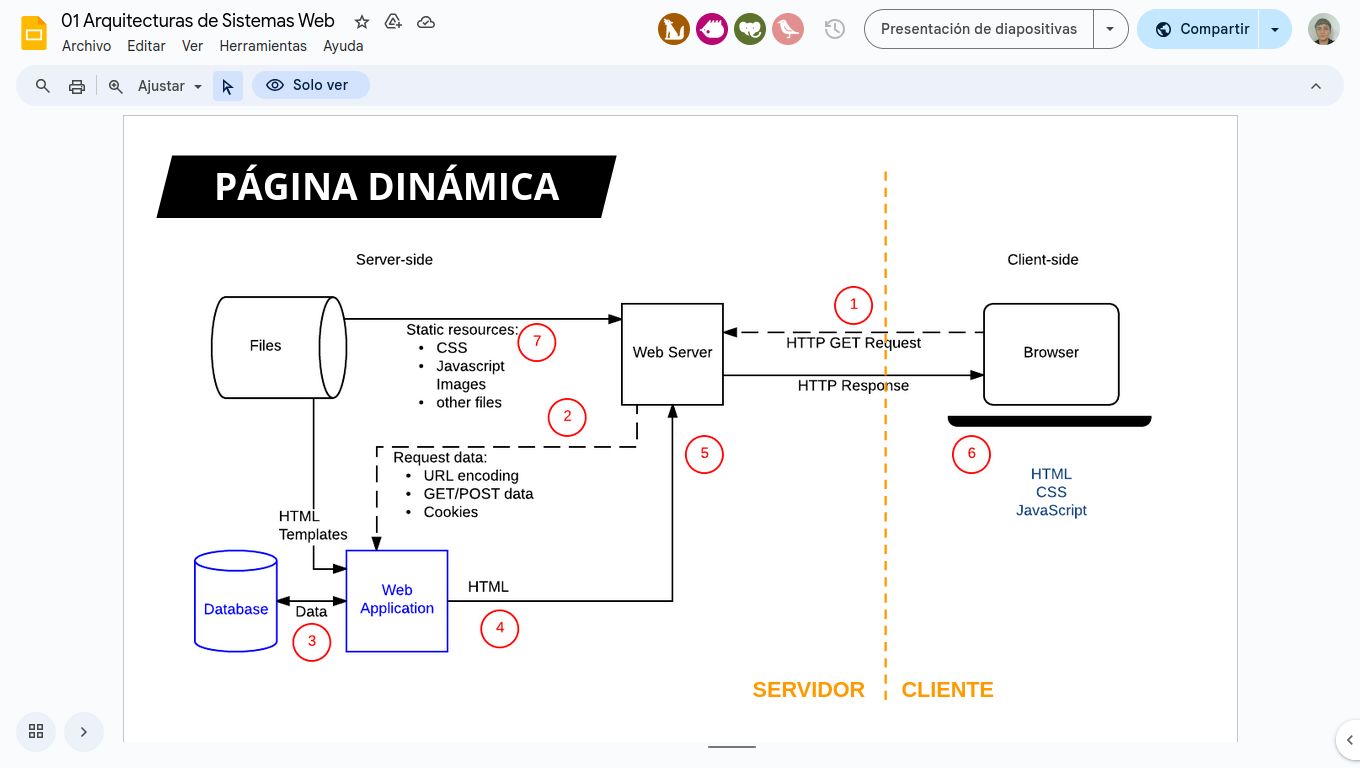 01 Arquitecturas de Sistemas Web
Archivo Editar Ver Herramientas Ayuda
Presentación de diapositivas
Compartir
Ajustar
Solo ver
PÁGINA DINÁMICA
Server-side
Client-side
Files
Static resources:
• CSS
• Javascript
Images
• other files
7
Web Server
1
HTTP GET Request
HTTP Response
Browser
2
Request data:
• URL encoding
• GET/POST data
• Cookies
5
6
HTML
CSS
JavaScript
HTML
Templates
Database
Data
3
Web
Application
HTML
4
SERVIDOR
CLIENTE